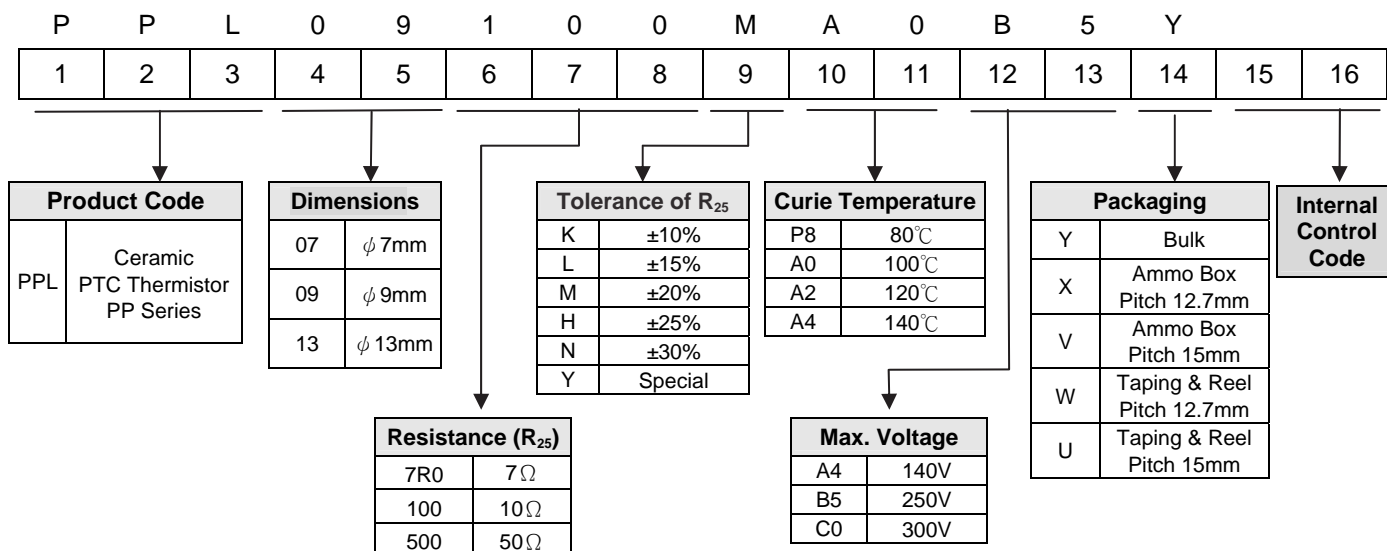 P P L 0 9 1 0 0 M A 0 B 5 Y
1 2 3 4 5 6 7 8 9 10 11 12 13 14 15 16
Product Code
PPL
Ceramic
PTC Thermistor
PP Series
Dimensions
07 ϕ 7mm
09 ϕ 9mm
13 ϕ 13mm
Tolerance of R25
K ±10%
L ±15%
M ±20%
H ±25%
N ±30%
Y Special
Curie Temperature
P8 80℃
A0 100℃
A2 120℃
A4 140℃
Packaging
Y Bulk
X Ammo Box
Pitch 12.7mm
V Ammo Box
Pitch 15mm
W Taping & Reel
Pitch 12.7mm
U Taping & Reel
Pitch 15mm
Internal
Control
Code
Resistance (R25)
7R0 7Ω
100 10Ω
500 50Ω
Max. Voltage
A4 140V
B5 250V
C0 300V